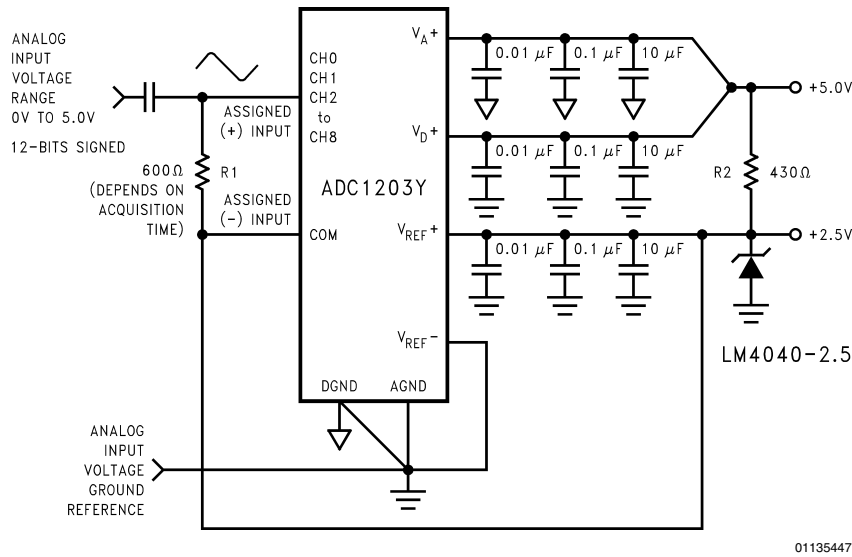 ANALOG
INPUT
VOLTAGE
RANGE
0V TO 5.0V
12-BITS SIGNED
600Ω
(DEPENDS ON
ACQUISITION
TIME)
R1
ASSIGNED
(+) INPUT
ASSIGNED
(−) INPUT
CH0
CH1
CH2
to
CH8
COM
ADC1203Y
VA+
VD+
VREF+
VREF−
DGND
AGND
0.01 μF
0.1 μF
10 μF
0.01 μF
0.1 μF
10 μF
0.01 μF
0.1 μF
10 μF
+5.0V
R2
430Ω
+2.5V
LM4040−2.5
ANALOG
INPUT
VOLTAGE
GROUND
REFERENCE
01135447